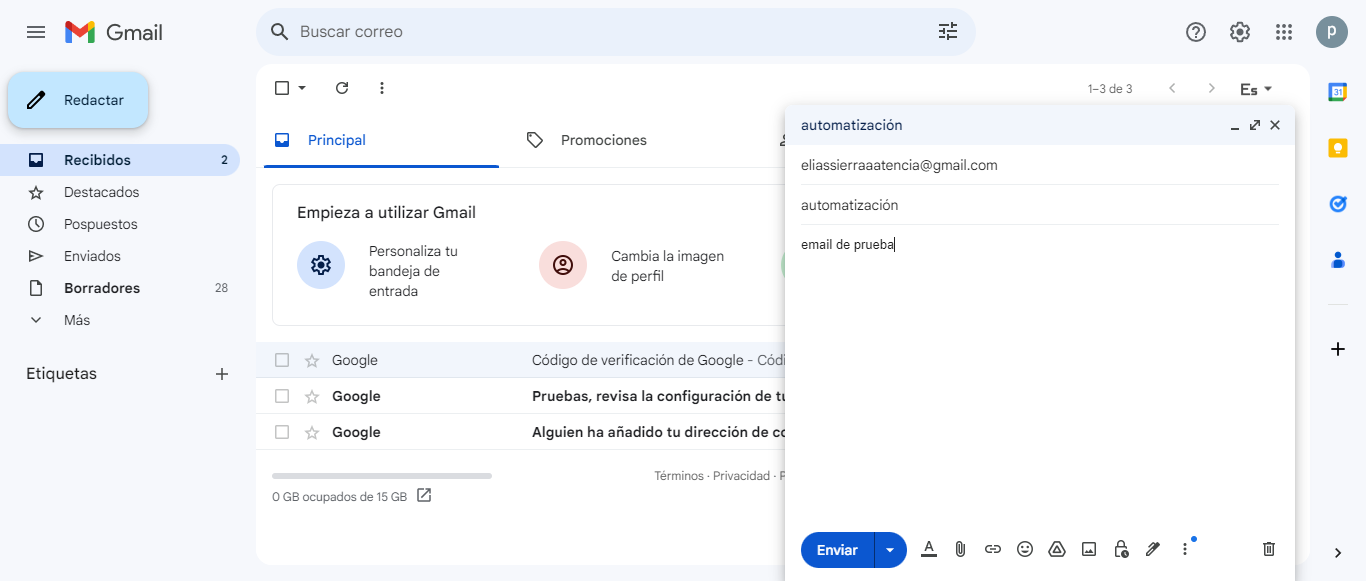 Gmail
Buscar correo
P
Redactar
Recibidos 2
Destacados
Pospuestos
Enviados
Borradores 28
Más
Etiquetas
1–3 de 3
Es
Principal
Promociones
Empieza a utilizar Gmail
Personaliza tu
bandeja de
entrada
Cambia la imagen
de perfil
Google Código de verificación de Google - Códi
Google Pruebas, revisa la configuración de tu
Google Alguien ha añadido tu dirección de co
Términos · Privacidad · P
0 GB ocupados de 15 GB
automatización
eliassierraaatencia@gmail.com
automatización
email de prueba
Enviar
31